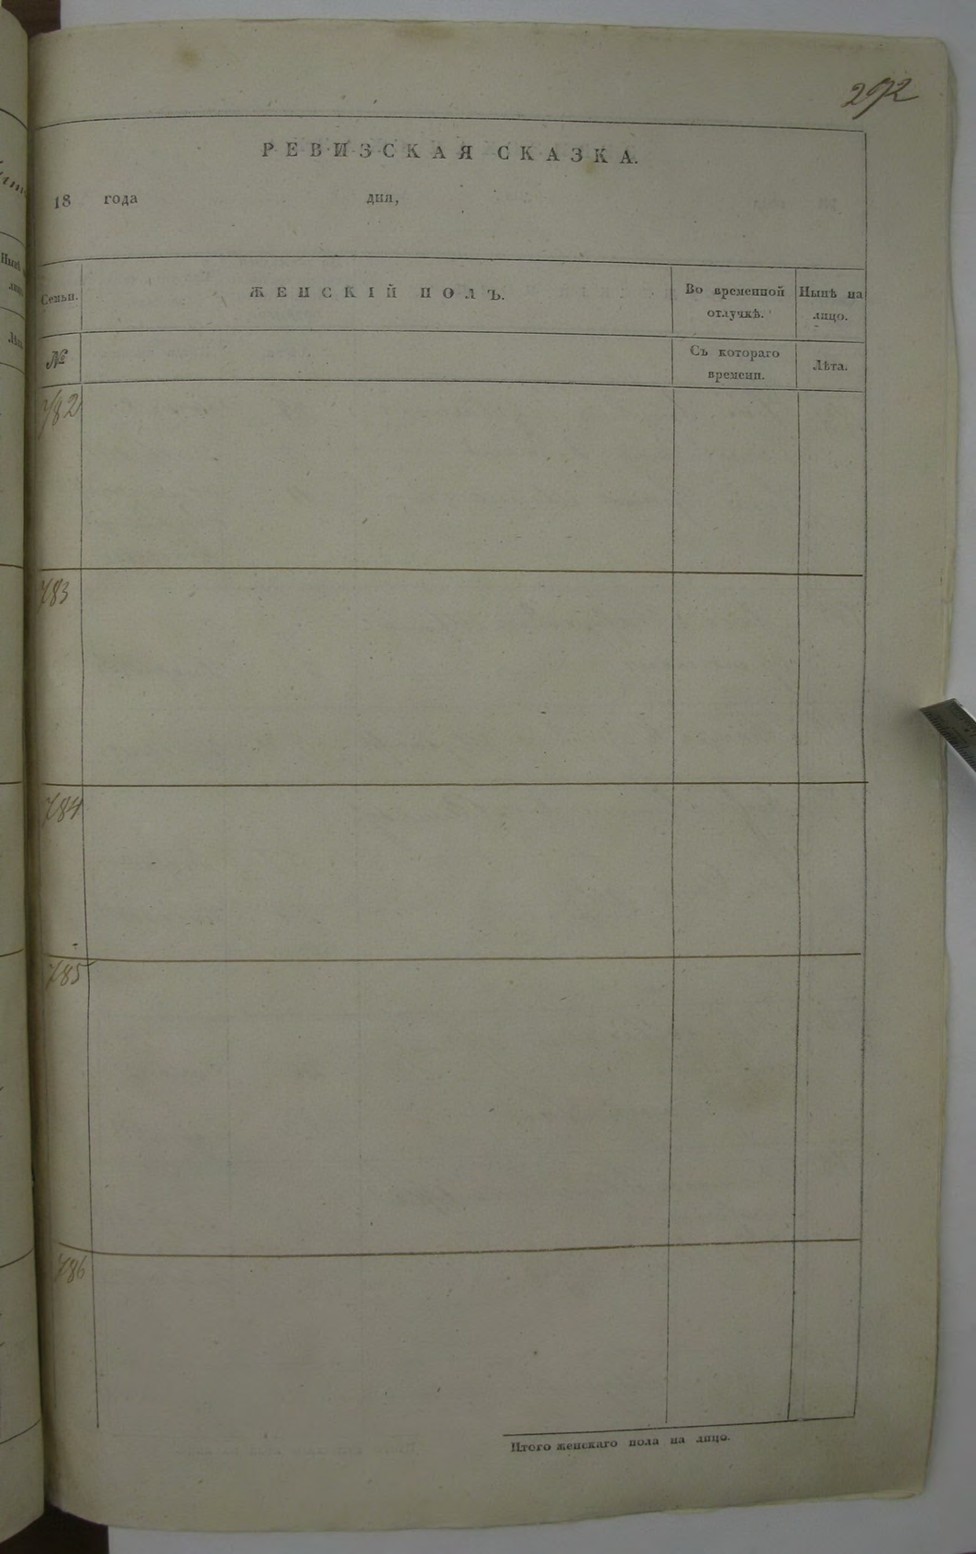 292
РЕВИЗСКАЯ СКАЗКА.
18 года дня,
Семьи. ЖЕНСКІЙ ПОЛЪ. Во временной Нынѣ на
отлучкѣ. лицо.
№ Съ котораго Лѣта.
времени.
782
783
784
785
786
Итого женскаго пола на лицо.